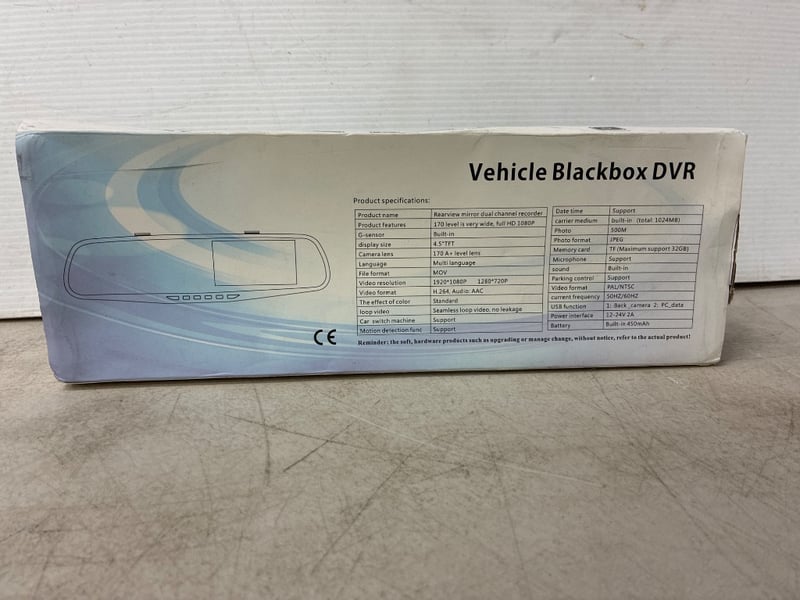 Vehicle Blackbox DVR
Product specifications:
Product name Rearview mirror dual channel recorder
Product features 170 level is very wide, full HD 1080P
G-sensor Built-in
display size 4.5"TFT
Camera lens 170 A+ level lens
Language Multi language
File format MOV
Video resolution 1920*1080P 1280*720P
Video format H.264, Audio: AAC
The effect of color Standard
loop video Seamless loop video, no leakage
Car switch machine Support
Motion detection func Support
Date time Support
carrier medium built-in (total: 1024MB)
Photo 500M
Photo format JPEG
Memory card TF (Maximum support 32GB)
Microphone Support
sound Built-in
Parking control Support
Video format PAL/NTSC
current frequency 50HZ/60HZ
USB function 1: Back_camera 2: PC_data
Power interface 12-24V 2A
Battery Built-in 450mAh
CE
Reminder: the soft, hardware products such as upgrading or manage change, without notice, refer to the actual product!